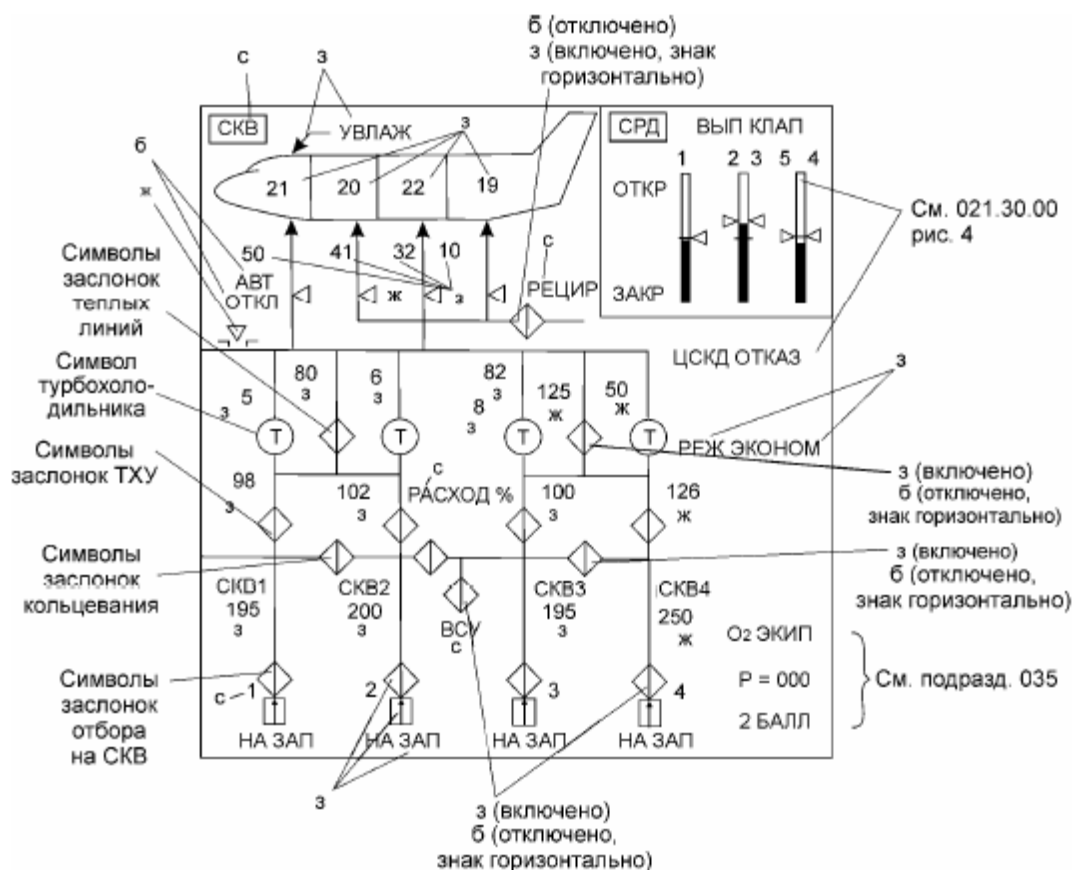 б (отключено)
з (включено, знак
горизонтально)
с
з
СКВ
УВЛАЖ
з
СРД
ВЫП КЛАП
1
2 3
5 4
б
ж
21
20
22
19
ОТКР
См. 021.30.00
рис. 4
Символы
заслонок
теплых
линий
50
41
32
10
с
АВТ
ОТКЛ
ж
з
РЕЦИР
ЗАКР
ЦСКД ОТКАЗ
з
Символ
турбохоло-
дильника
5
з
80
з
6
з
82
з
8
з
125
ж
50
ж
Т
Т
Т
Т
РЕЖ ЭКОНОМ
Символы
заслонок ТХУ
98
з
102
з
с
РАСХОД %
100
з
126
ж
з (включено)
б (отключено,
знак горизонтально)
Символы
заслонок
кольцевания
СКВ1
195
з
СКВ2
200
з
ВСУ
с
СКВ3
195
з
СКВ4
250
ж
з (включено)
б (отключено,
знак горизонтально)
О2 ЭКИП
Р = 000
2 БАЛЛ
См. подразд. 035
Символы
заслонок
отбора
на СКВ
с
1
2
3
4
НА ЗАП
НА ЗАП
НА ЗАП
НА ЗАП
з
з (включено)
б (отключено,
знак горизонтально)